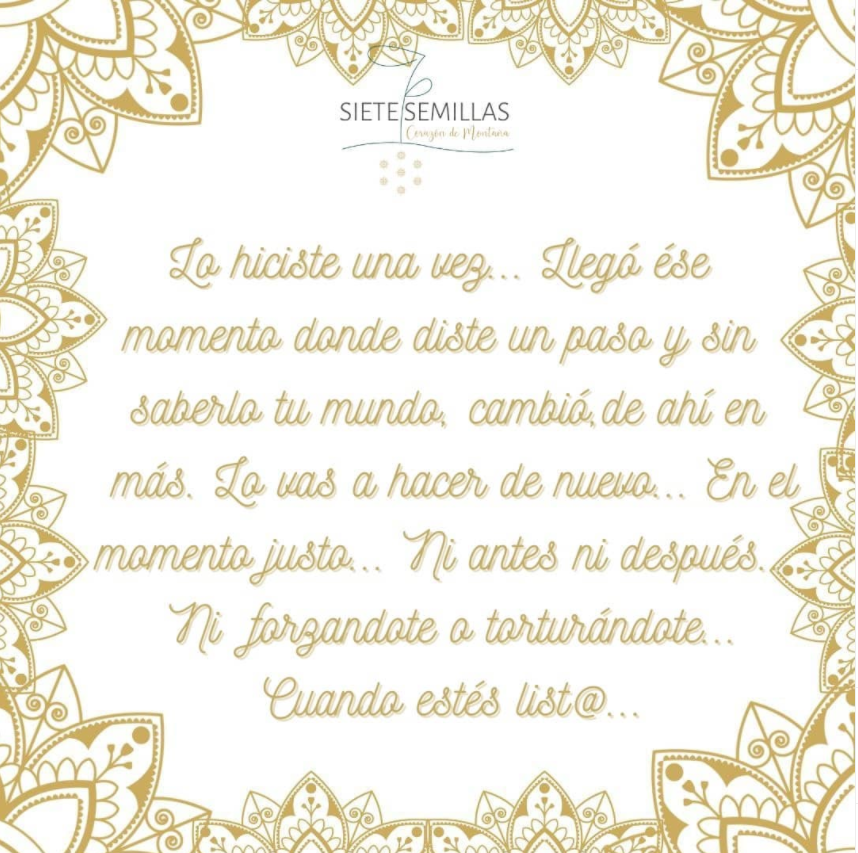 SIETE SEMILLAS
Corazón de Montaña
Lo hiciste una vez... Llegó ése
momento donde diste un paso y sin
saberlo tu mundo, cambió,de ahí en
más. Lo vas a hacer de nuevo... En el
momento justo... Ni antes ni después.
Ni forzandote o torturándote...
Cuando estés list@...